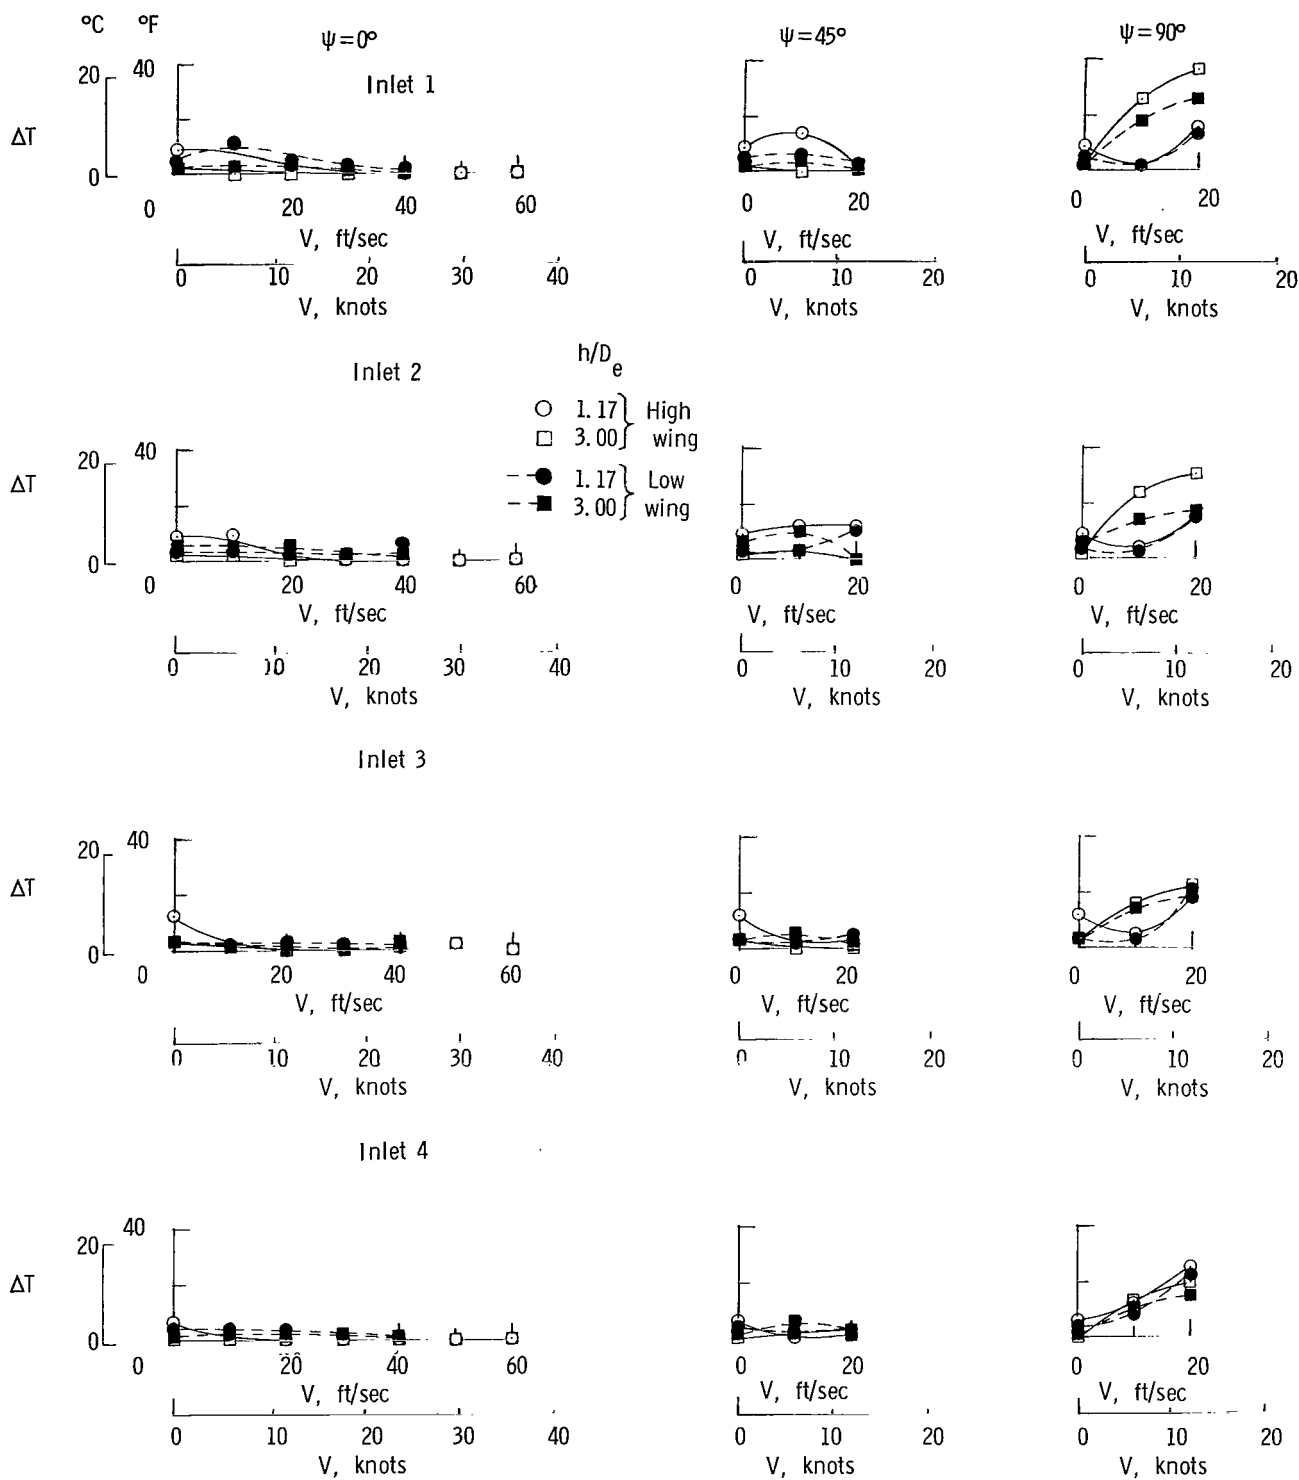 °C °F
ψ=0° ψ=45° ψ=90°
Inlet 1
20 40
ΔT
0
0 20 40 60 0 20 0 20
V, ft/sec V, ft/sec V, ft/sec
0 10 20 30 40 0 10 20 0 10 20
V, knots V, knots V, knots
Inlet 2
h/De
1.17 High
3.00 wing
1.17 Low
3.00 wing
20 40
ΔT
0
0 20 40 60 0 20 0 20
V, ft/sec V, ft/sec V, ft/sec
0 10 20 30 40 0 10 20 0 10 20
V, knots V, knots V, knots
Inlet 3
20 40
ΔT
0
0 20 40 60 0 20 0 20
V, ft/sec V, ft/sec V, ft/sec
0 10 20 30 40 0 10 20 0 10 20
V, knots V, knots V, knots
Inlet 4
20 40
ΔT
0
0 20 40 60 0 20 0 20
V, ft/sec V, ft/sec V, ft/sec
0 10 20 30 40 0 10 20 0 10 20
V, knots V, knots V, knots